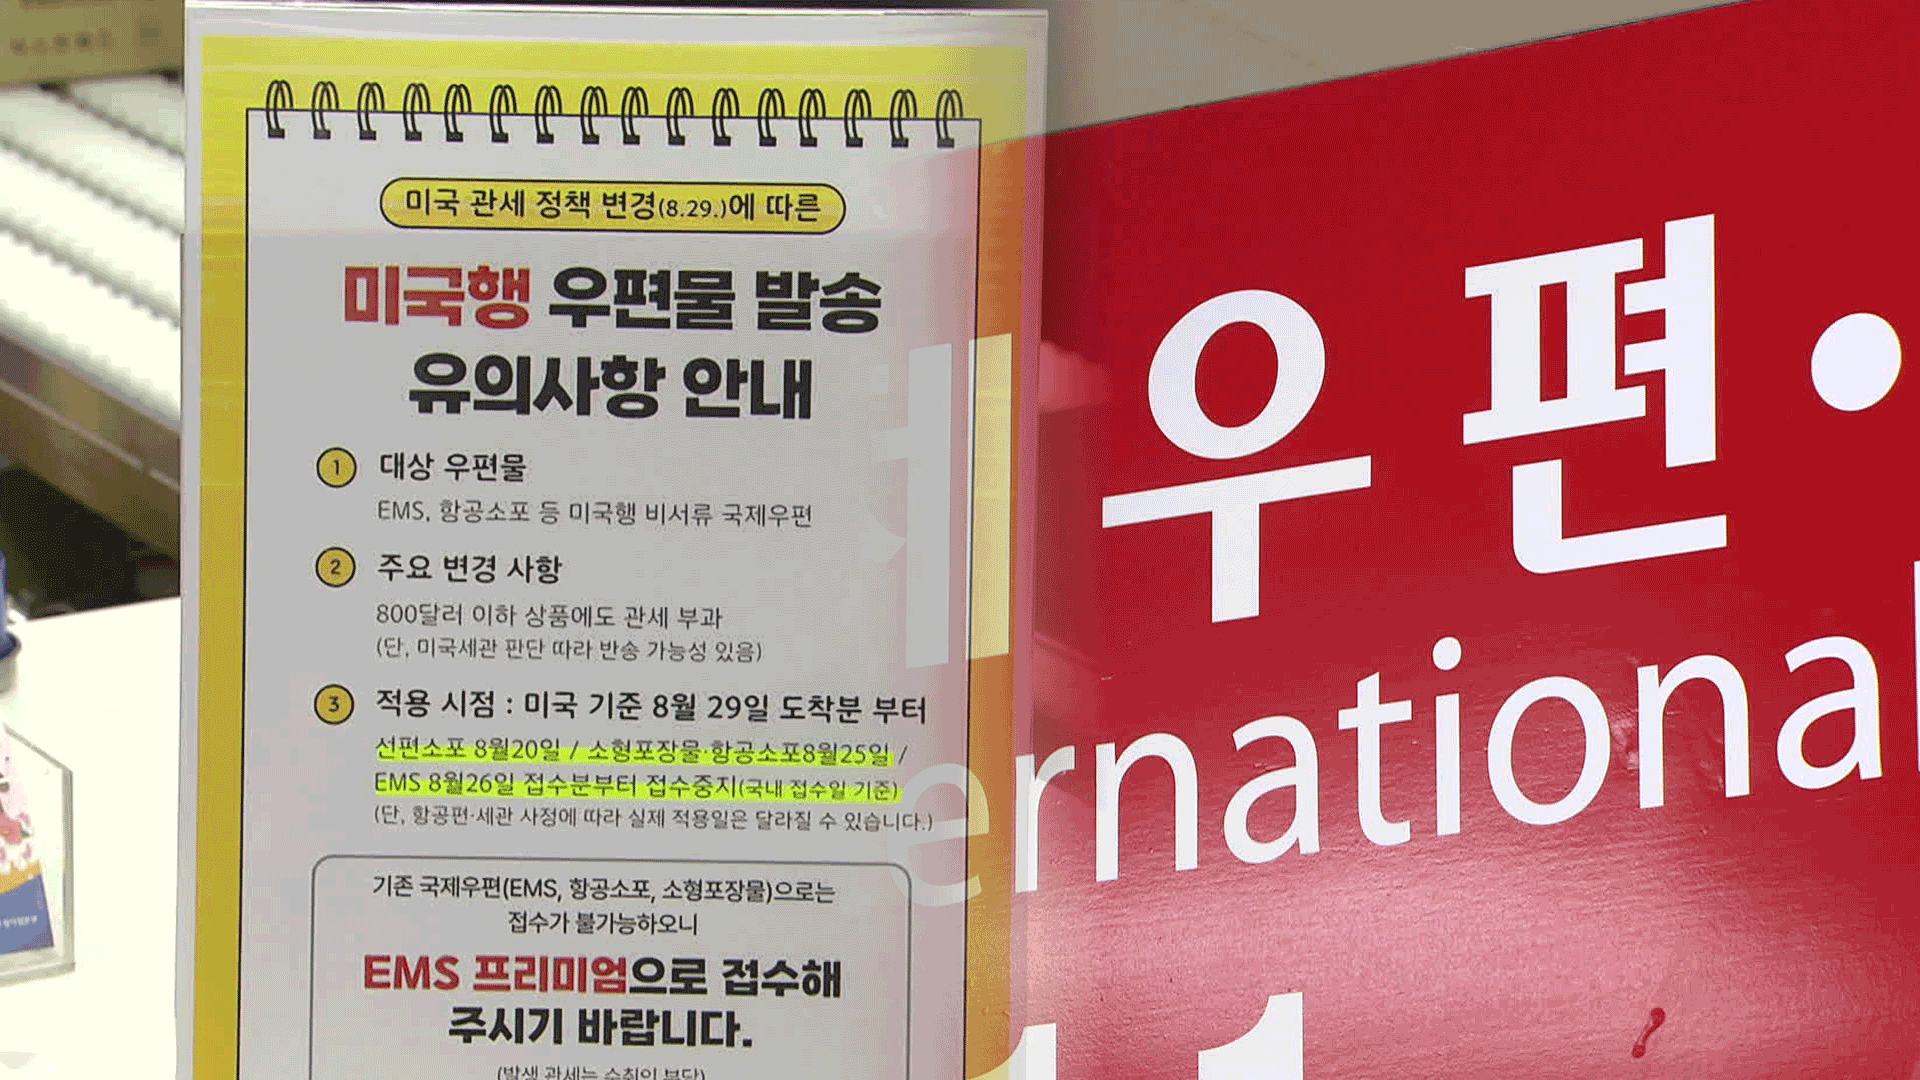 미국 관세 정책 변경(8.29.)에 따른
미국행 우편물 발송
유의사항 안내
1 대상 우편물
EMS, 항공소포 등 미국행 비서류 국제우편
2 주요 변경 사항
800달러 이하 상품에도 관세 부과
(단, 미국세관 판단 따라 반송 가능성 있음)
3 적용 시점 : 미국 기준 8월 29일 도착분 부터
선편소포 8월20일 / 소형포장물·항공소포8월25일 /
EMS 8월26일 접수분부터 접수중지(국내 접수일 기준)
(단, 항공편·세관 사정에 따라 실제 적용일은 달라질 수 있습니다.)
기존 국제우편(EMS, 항공소포, 소형포장물)으로는
접수가 불가능하오니
EMS 프리미엄으로 접수해
주시기 바랍니다.
(발생 관세는 수취인 부담)
우편·
ernational